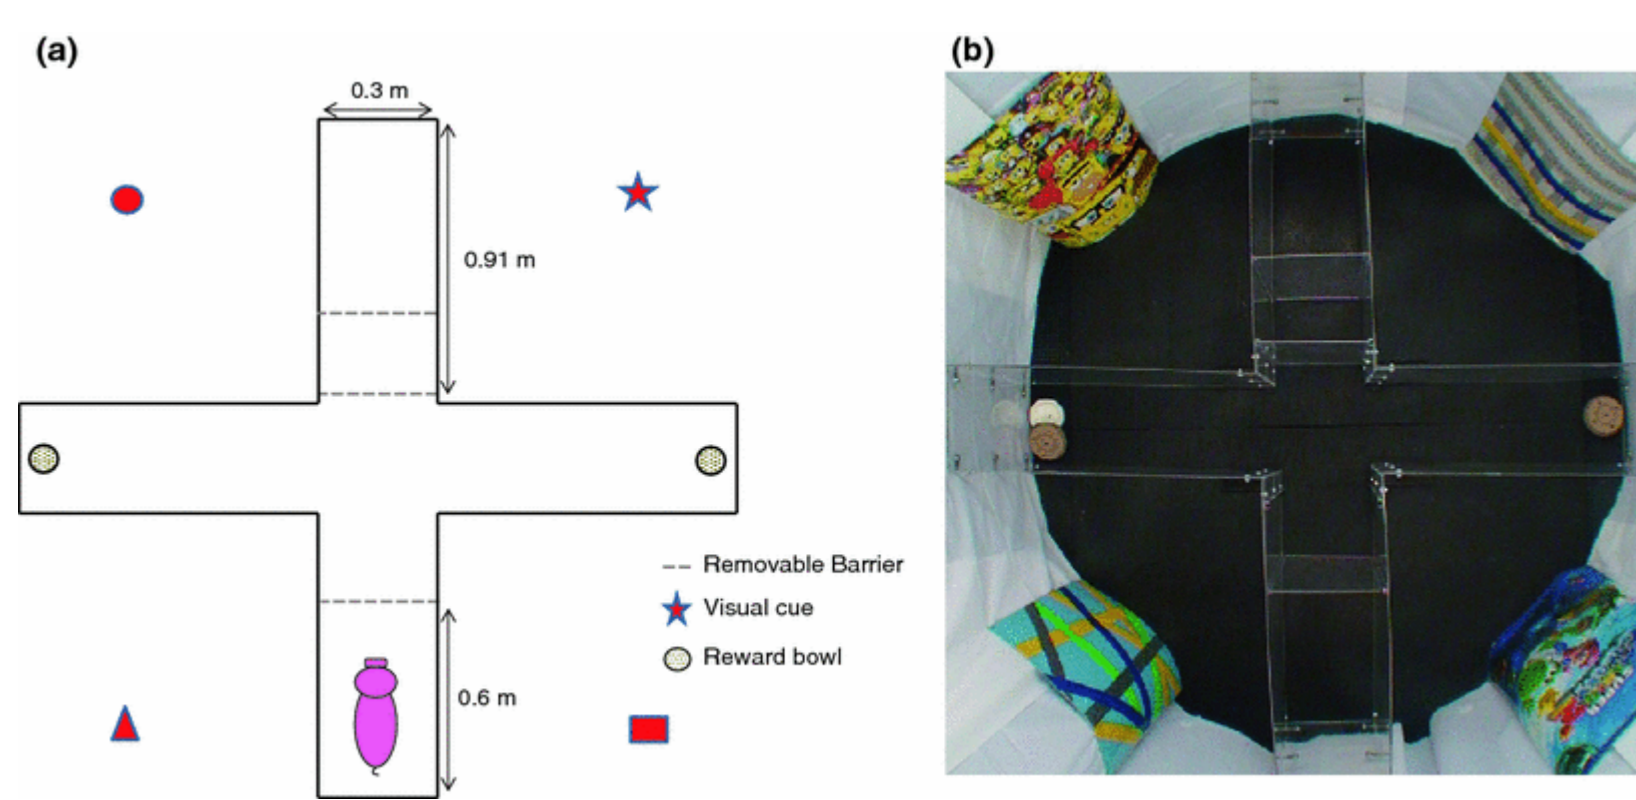 (a)
(b)
0.3 m
0.91 m
Removable Barrier
Visual cue
Reward bowl
0.6 m